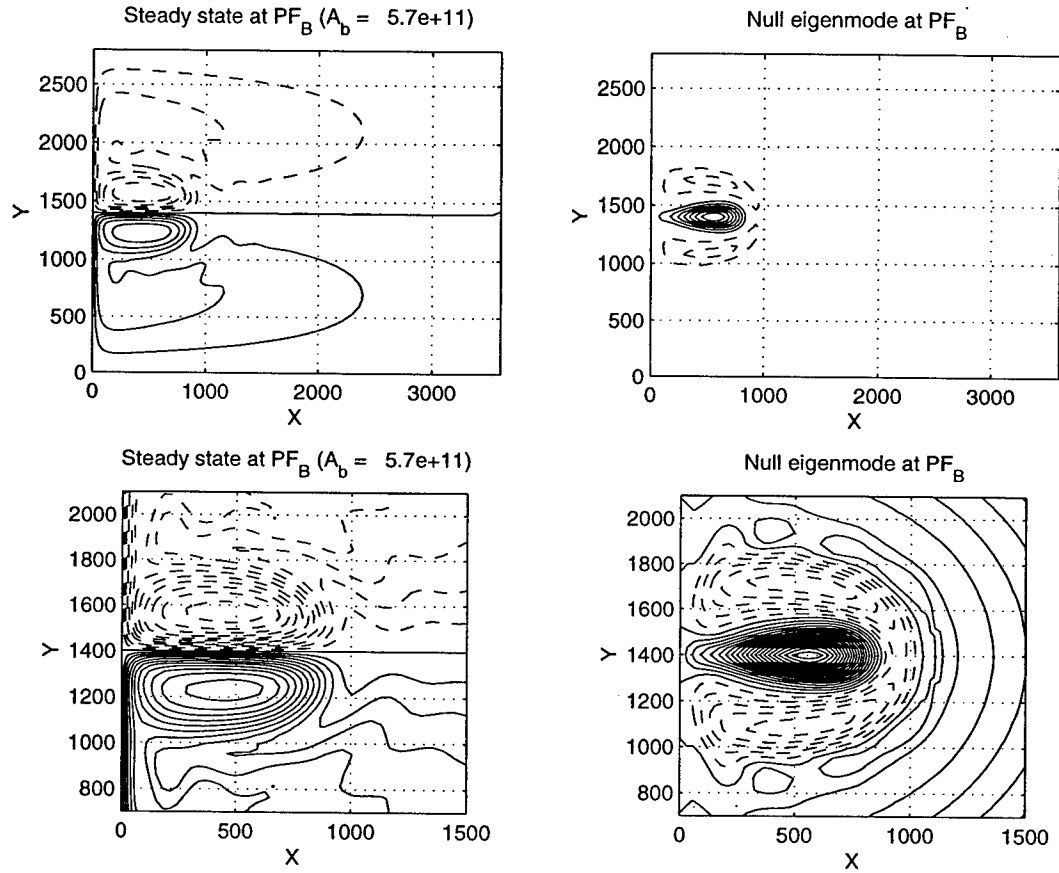 Steady state at PF_B (A_b = 5.7e+11)
Y
2500
2000
1500
1000
500
0
0 1000 2000 3000
X
Null eigenmode at PF_B
Y
2500
2000
1500
1000
500
0
0 1000 2000 3000
X
Steady state at PF_B (A_b = 5.7e+11)
Y
2000
1800
1600
1400
1200
1000
800
0 500 1000 1500
X
Null eigenmode at PF_B
Y
2000
1800
1600
1400
1200
1000
800
0 500 1000 1500
X